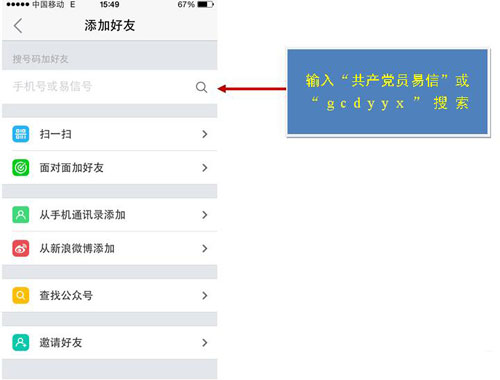 中国移动 E 15:49 67%
添加好友
搜号码加好友
手机号或易信号
扫一扫
面对面加好友
从手机通讯录添加
从新浪微博添加
查找公众号
邀请好友
输入“共产党员易信”或
“gcdyyx”搜索